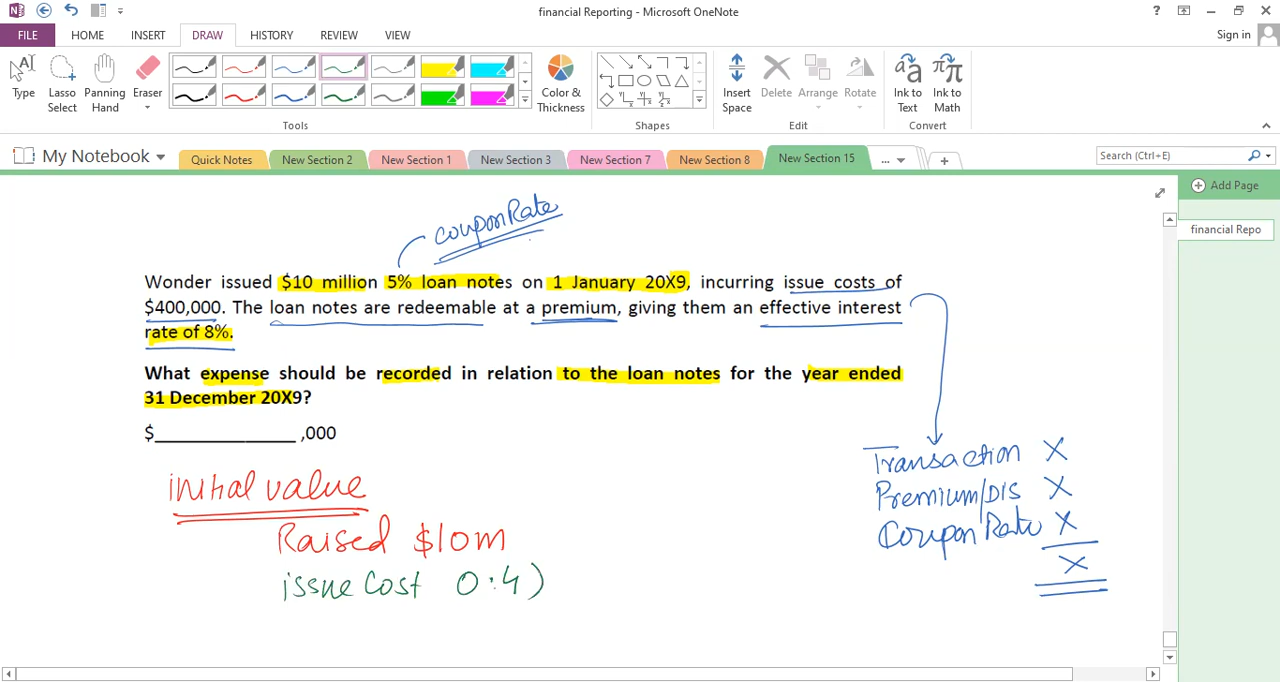 financial Reporting - Microsoft OneNote
? Sign in
FILE HOME INSERT DRAW HISTORY REVIEW VIEW
Type Lasso Select Panning Hand Eraser
Color & Thickness
Insert Space Delete Arrange Rotate
Ink to Text Ink to Math
Tools Shapes Edit Convert
My Notebook Quick Notes New Section 2 New Section 1 New Section 3 New Section 7 New Section 8 New Section 15 ... Search (Ctrl+E)
Add Page
financial Repo
coupon Rate
Wonder issued $10 million 5% loan notes on 1 January 20X9, incurring issue costs of
$400,000. The loan notes are redeemable at a premium, giving them an effective interest
rate of 8%.
What expense should be recorded in relation to the loan notes for the year ended
31 December 20X9?
$______________ ,000
initial value
Raised $10m
issue Cost 0.4)
Transaction X
Premium/Dis X
Coupon Rate X
X